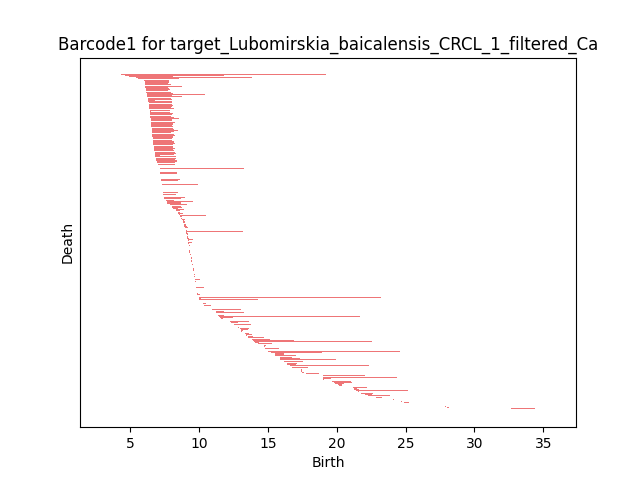 Barcode1 for target_Lubomirskia_baicalensis_CRCL_1_filtered_Ca
Death
5 10 15 20 25 30 35
Birth